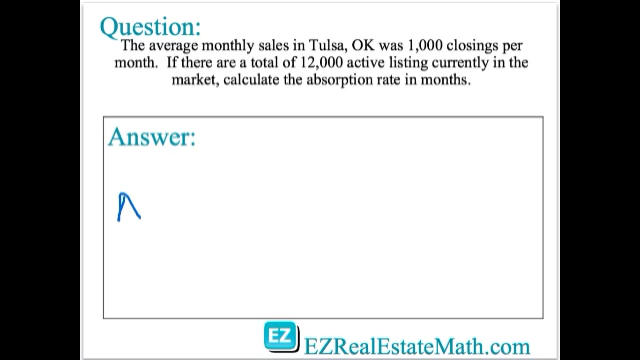 Question:
The average monthly sales in Tulsa, OK was 1,000 closings per
month.  If there are a total of 12,000 active listing currently in the
market, calculate the absorption rate in months.
Answer:
EZ EZRealEstateMath.com